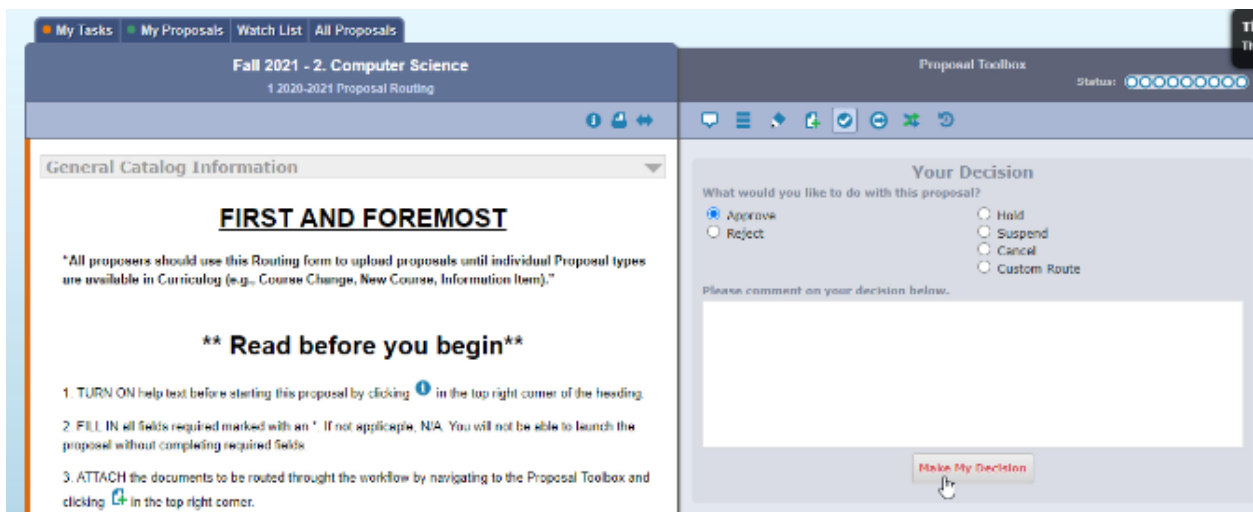 My Tasks My Proposals Watch List All Proposals
Fall 2021 - 2. Computer Science
1 2020-2021 Proposal Routing
General Catalog Information
FIRST AND FOREMOST
"All proposers should use this Routing form to upload proposals until individual Proposal types
are available in Curriculog (e.g., Course Change, New Course, Information Item)."
** Read before you begin**
1. TURN ON help text before starting this proposal by clicking in the top right corner of the heading.
2. FILL IN all fields required marked with an *. If not applicaple, N/A. You will not be able to launch the
proposal without completing required fields.
3. ATTACH the documents to be routed throught the workflow by navigating to the Proposal Toolbox and
clicking in the top right corner.
Proposal Toolbox
Status:
Your Decision
What would you like to do with this proposal?
Approve
Reject
Hold
Suspend
Cancel
Custom Route
Please comment on your decision below.
Make My Decision